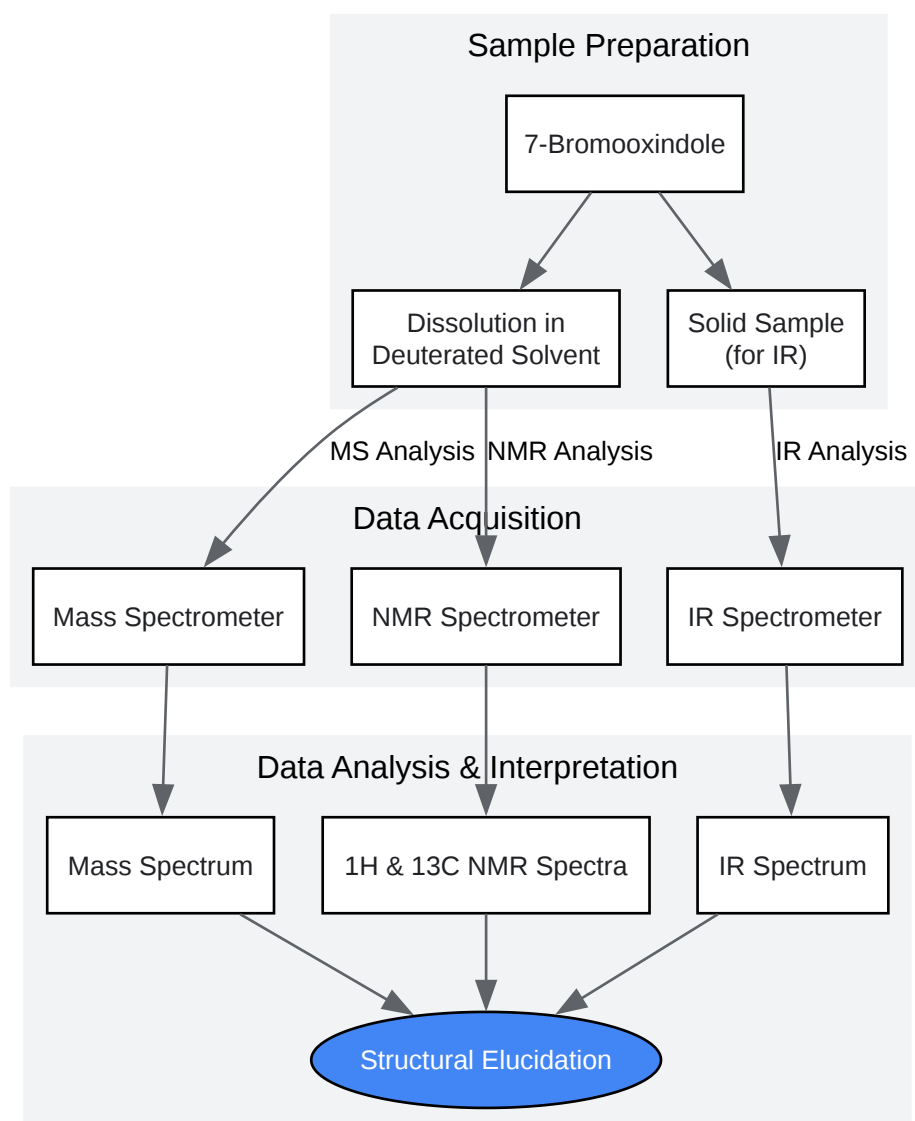 Sample Preparation
7-Bromooxindole
Dissolution in
Deuterated Solvent
Solid Sample
(for IR)
MS Analysis
NMR Analysis
IR Analysis
Data Acquisition
Mass Spectrometer
NMR Spectrometer
IR Spectrometer
Data Analysis & Interpretation
Mass Spectrum
1H & 13C NMR Spectra
IR Spectrum
Structural Elucidation